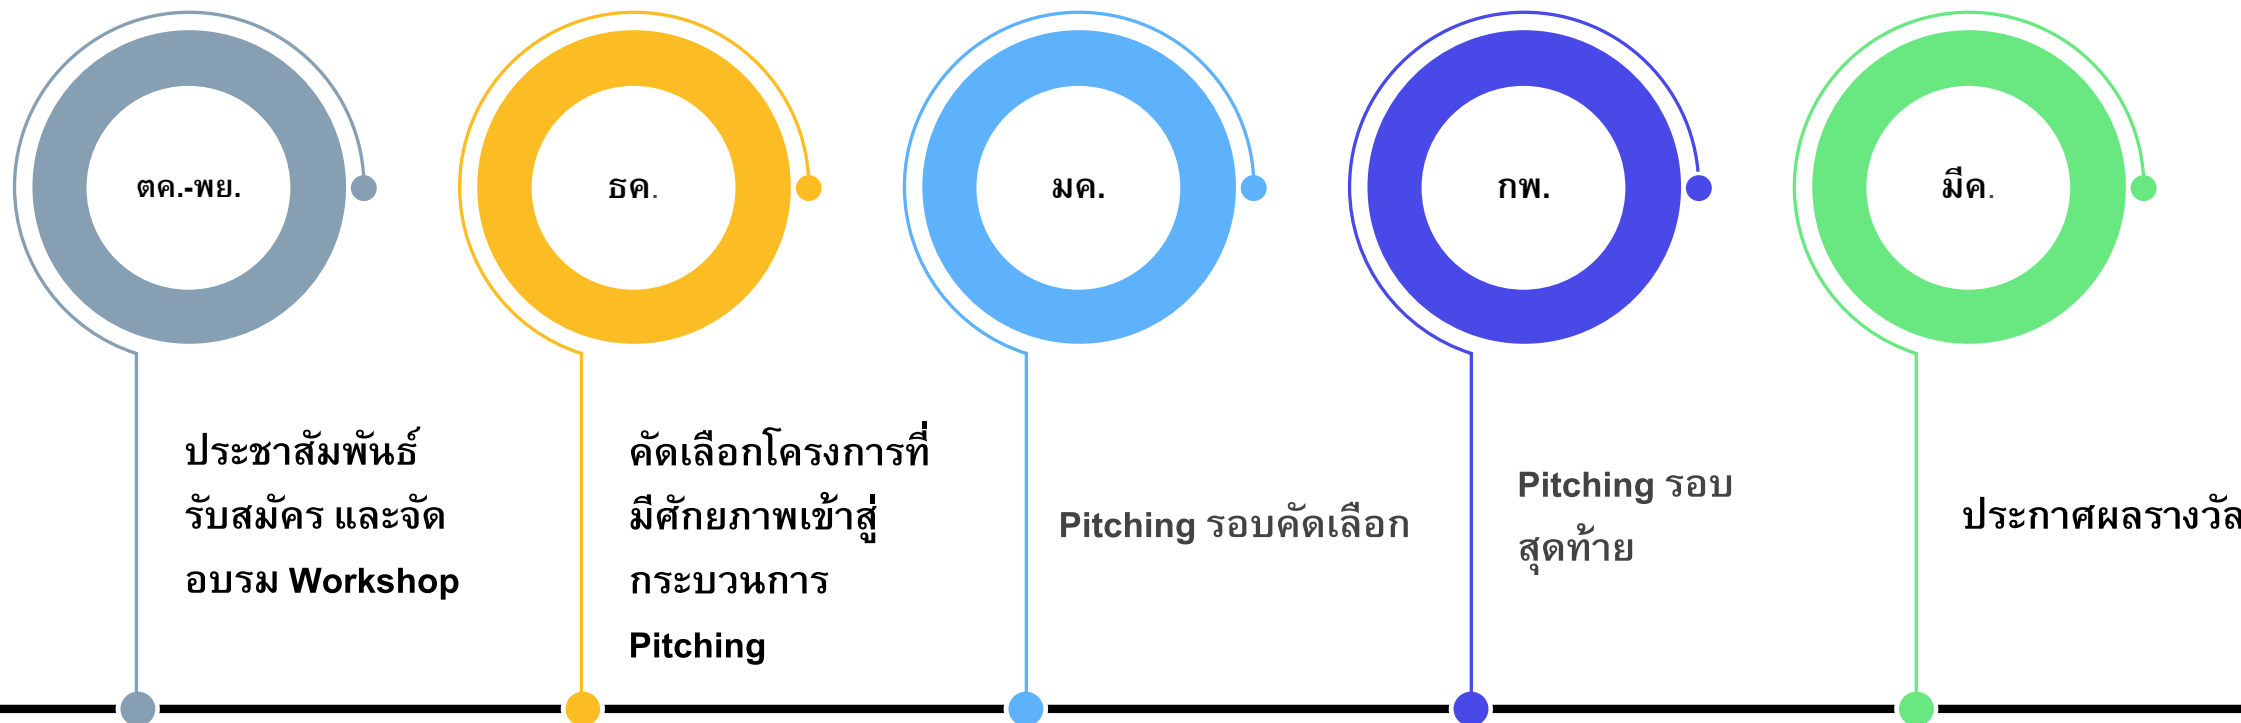 ตค.-พย.
ธค.
มค.
กพ.
มีค.
ประชาสัมพันธ์
รับสมัคร และจัด
อบรม Workshop
คัดเลือกโครงการที่
มีศักยภาพเข้าสู่
กระบวนการ
Pitching
Pitching รอบคัดเลือก
Pitching รอบ
สุดท้าย
ประกาศผลรางวัล